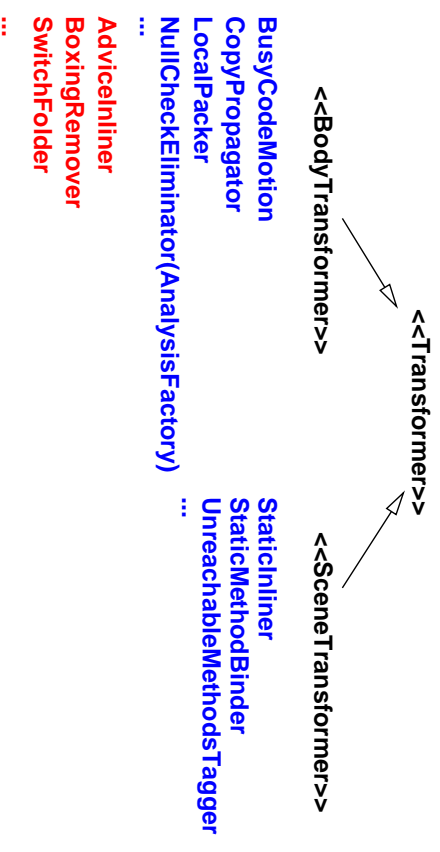 <<Transformer>>
<<BodyTransformer>>
<<SceneTransformer>>
BusyCodeMotion
CopyPropagator
LocalPacker
NullCheckEliminator(AnalysisFactory)
...
AdviceInliner
BoxingRemover
SwitchFolder
...
StaticInliner
StaticMethodBinder
UnreachableMethodsTagger
...